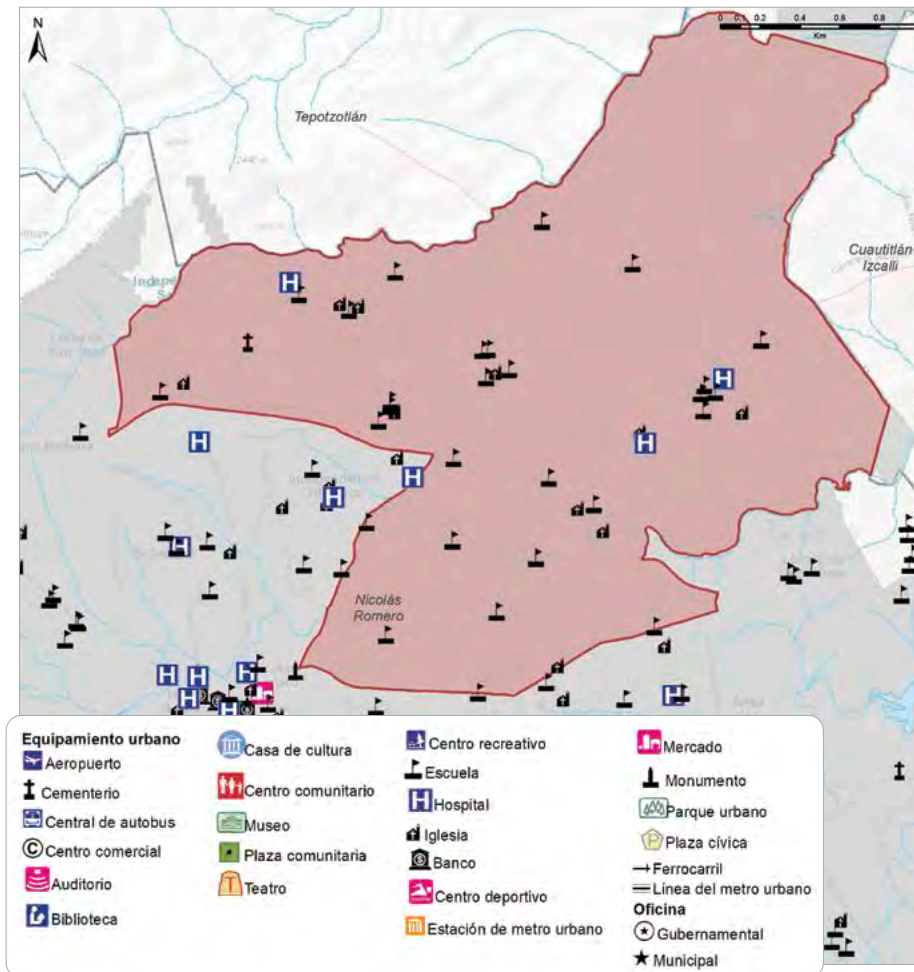 N
0 0.2 0.4 0.6 0.8
Km
Tepotzotlán
Cuautitlán
Izcalli
Nicolás
Romero
Equipamiento urbano
Aeropuerto
Cementerio
Central de autobus
Centro comercial
Auditorio
Biblioteca
Casa de cultura
Centro comunitario
Museo
Plaza comunitaria
Teatro
Centro recreativo
Escuela
Hospital
Iglesia
Banco
Centro deportivo
Estación de metro urbano
Mercado
Monumento
Parque urbano
Plaza cívica
Ferrocarril
Línea del metro urbano
Oficina
Gubernamental
Municipal